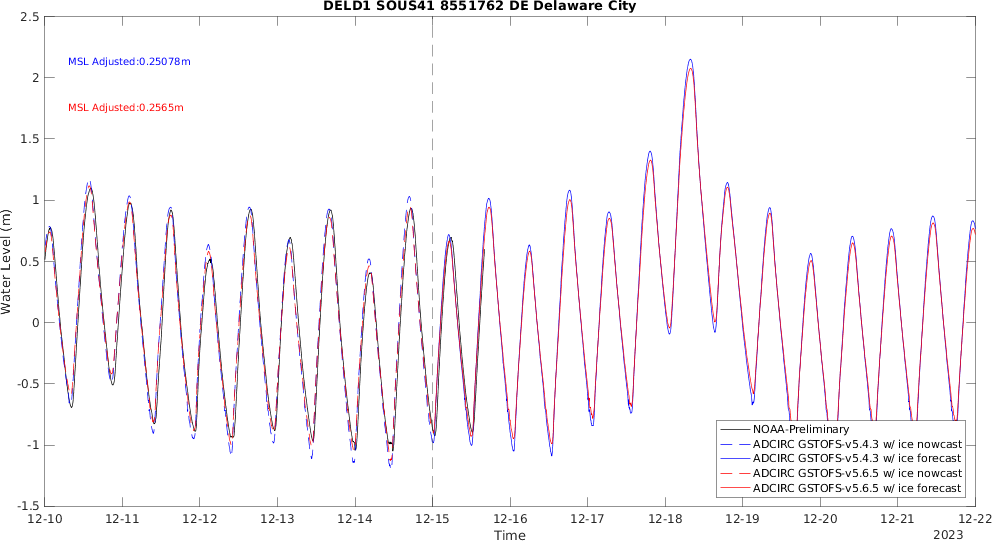 DELD1 SOUS41 8551762 DE Delaware City
MSL Adjusted:0.25078m
MSL Adjusted:0.2565m
Water Level (m)
2.5
2
1.5
1
0.5
0
-0.5
-1
-1.5
NOAA-Preliminary
ADCIRC GSTOFS-v5.4.3 w/ ice nowcast
ADCIRC GSTOFS-v5.4.3 w/ ice forecast
ADCIRC GSTOFS-v5.6.5 w/ ice nowcast
ADCIRC GSTOFS-v5.6.5 w/ ice forecast
12-10 12-11 12-12 12-13 12-14 12-15 12-16 12-17 12-18 12-19 12-20 12-21 12-22
Time
2023